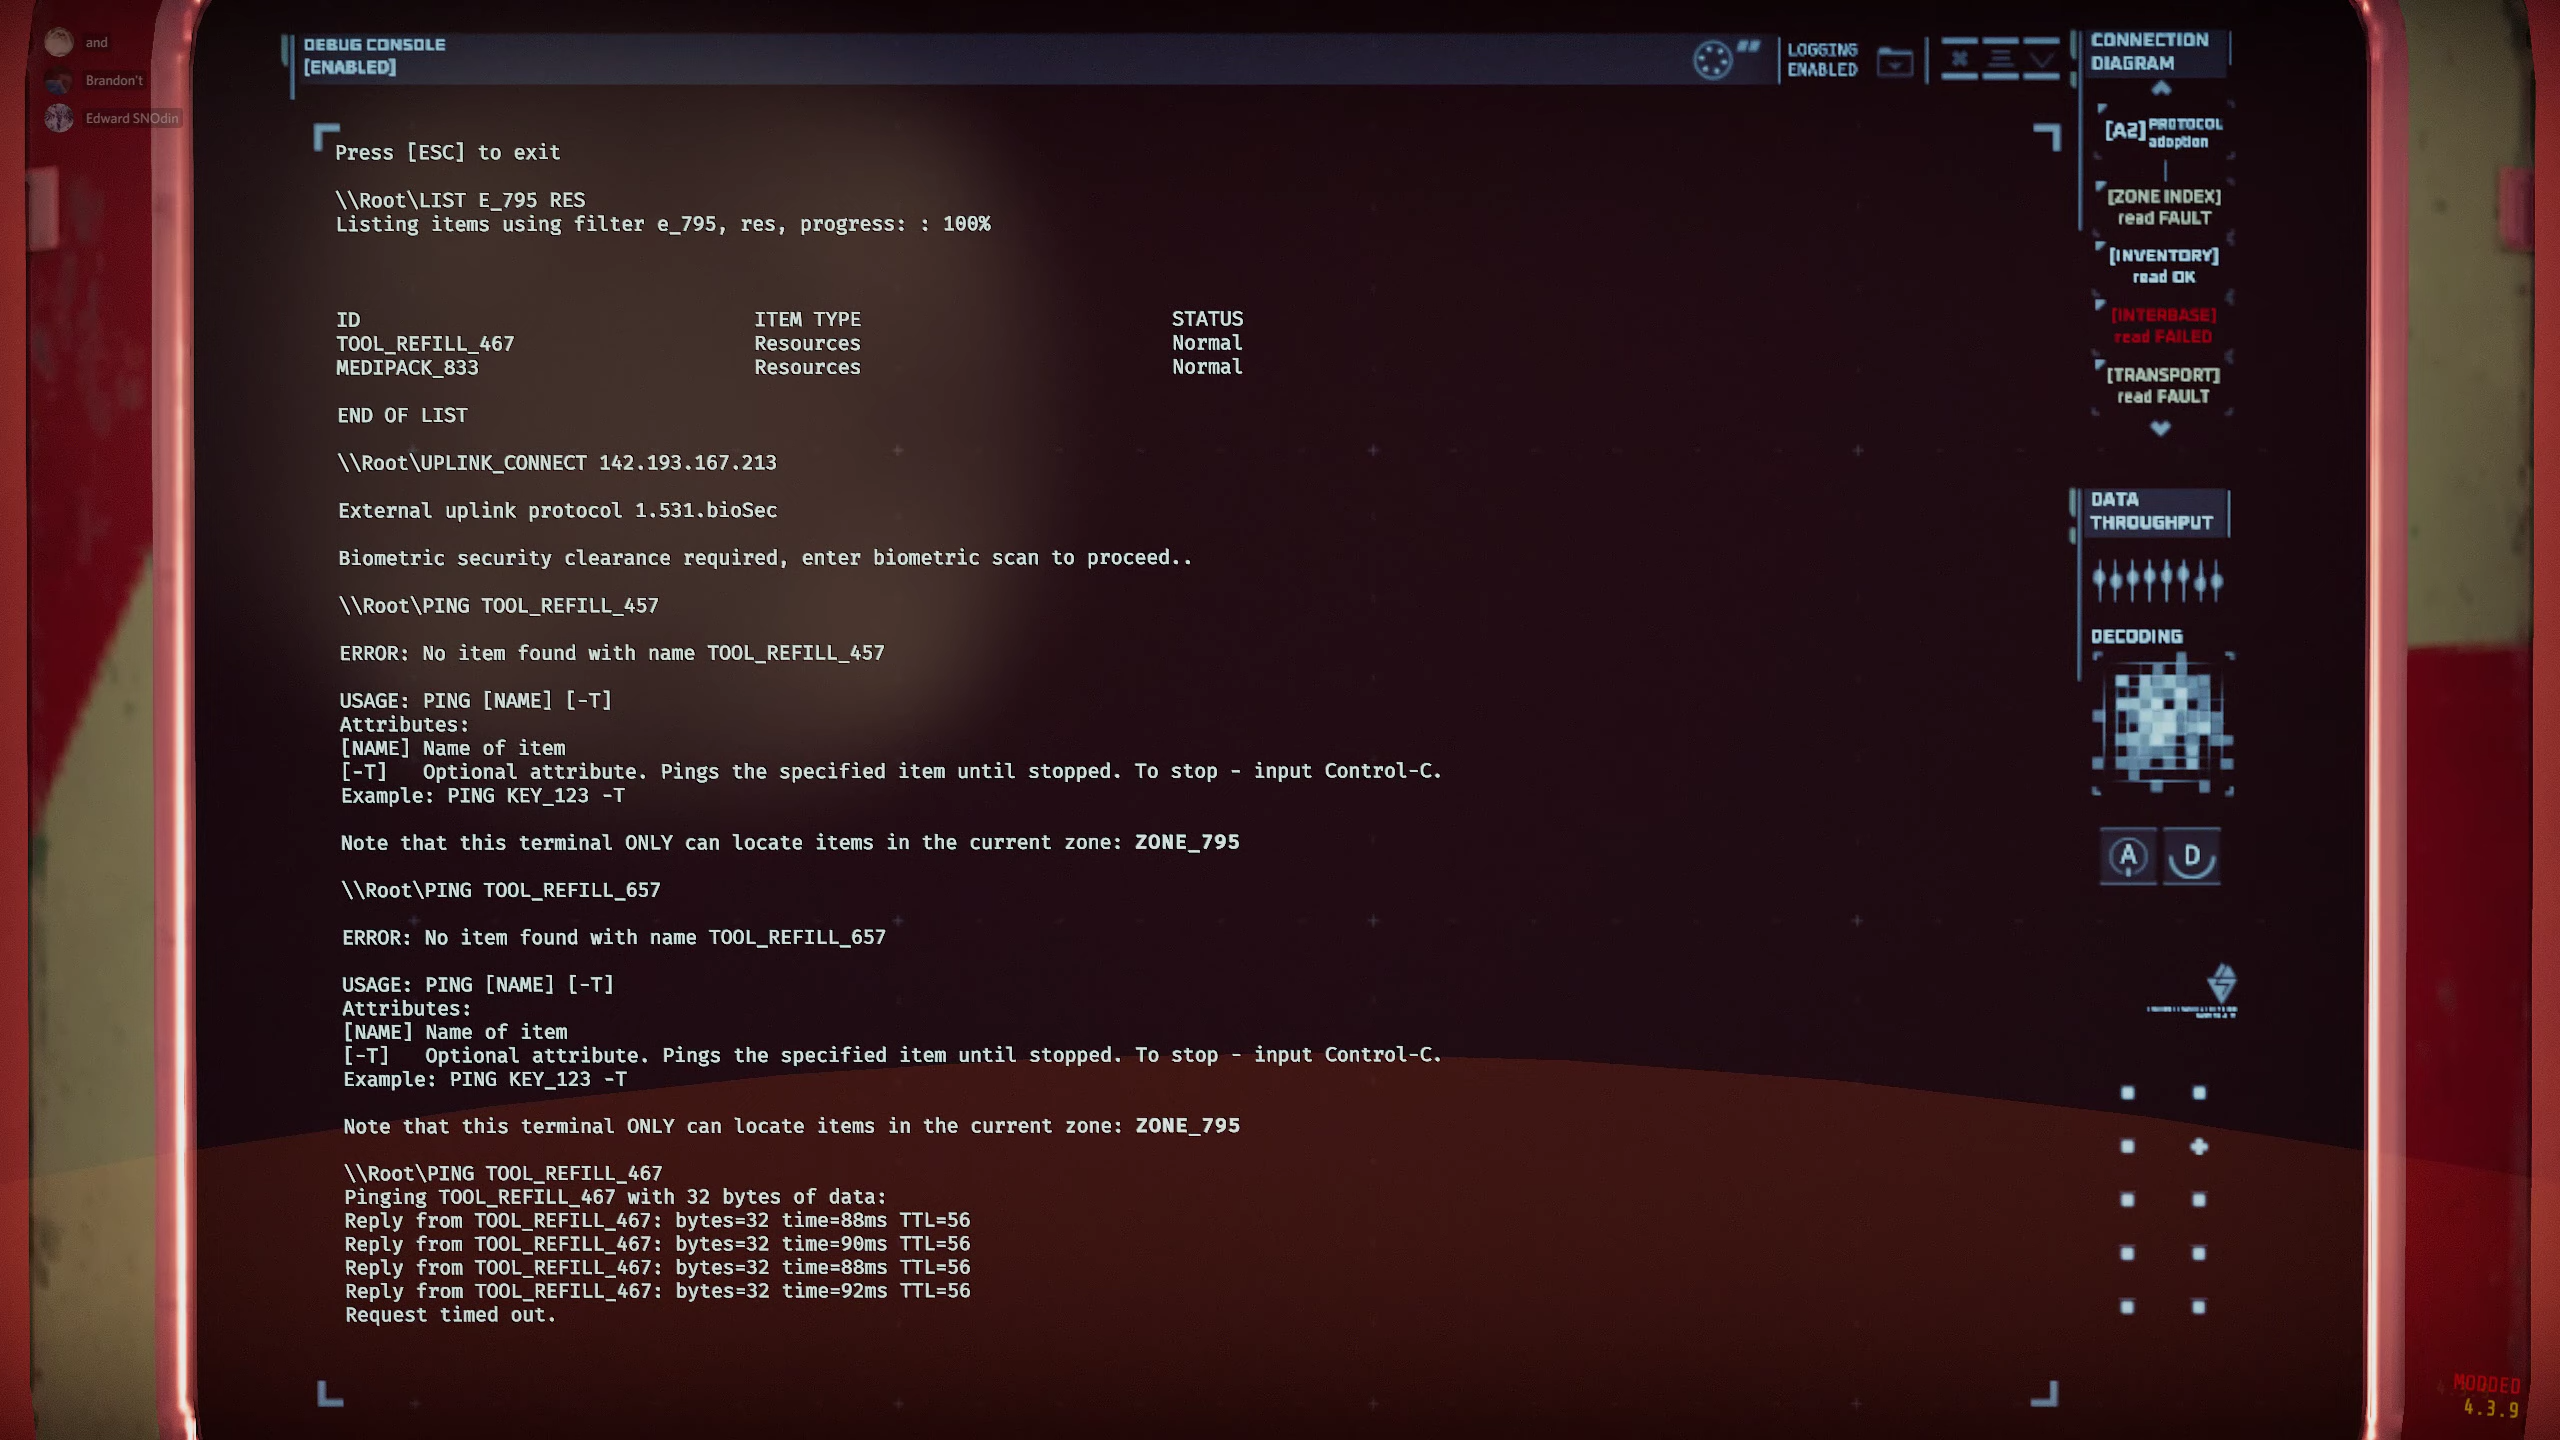 and
Brandon't
Edward SNOdin
DEBUG CONSOLE
[ENABLED]
LOGGING
ENABLED
Press [ESC] to exit
\\Root\LIST E_795 RES
Listing items using filter e_795, res, progress: : 100%
ID ITEM TYPE STATUS
TOOL_REFILL_467 Resources Normal
MEDIPACK_833 Resources Normal
END OF LIST
\\Root\UPLINK_CONNECT 142.193.167.213
External uplink protocol 1.531.bioSec
Biometric security clearance required, enter biometric scan to proceed..
\\Root\PING TOOL_REFILL_457
ERROR: No item found with name TOOL_REFILL_457
USAGE: PING [NAME] [-T]
Attributes:
[NAME] Name of item
[-T]   Optional attribute. Pings the specified item until stopped. To stop - input Control-C.
Example: PING KEY_123 -T
Note that this terminal ONLY can locate items in the current zone: ZONE_795
\\Root\PING TOOL_REFILL_657
ERROR: No item found with name TOOL_REFILL_657
USAGE: PING [NAME] [-T]
Attributes:
[NAME] Name of item
[-T]   Optional attribute. Pings the specified item until stopped. To stop - input Control-C.
Example: PING KEY_123 -T
Note that this terminal ONLY can locate items in the current zone: ZONE_795
\\Root\PING TOOL_REFILL_467
Pinging TOOL_REFILL_467 with 32 bytes of data:
Reply from TOOL_REFILL_467: bytes=32 time=88ms TTL=56
Reply from TOOL_REFILL_467: bytes=32 time=90ms TTL=56
Reply from TOOL_REFILL_467: bytes=32 time=88ms TTL=56
Reply from TOOL_REFILL_467: bytes=32 time=92ms TTL=56
Request timed out.
CONNECTION
DIAGRAM
[A2] PROTOCOL
adoption
[ZONE INDEX]
read FAULT
[INVENTORY]
read OK
[INTERBASE]
read FAILED
[TRANSPORT]
read FAULT
DATA
THROUGHPUT
DECODING
A D
MODDED
4.3.9